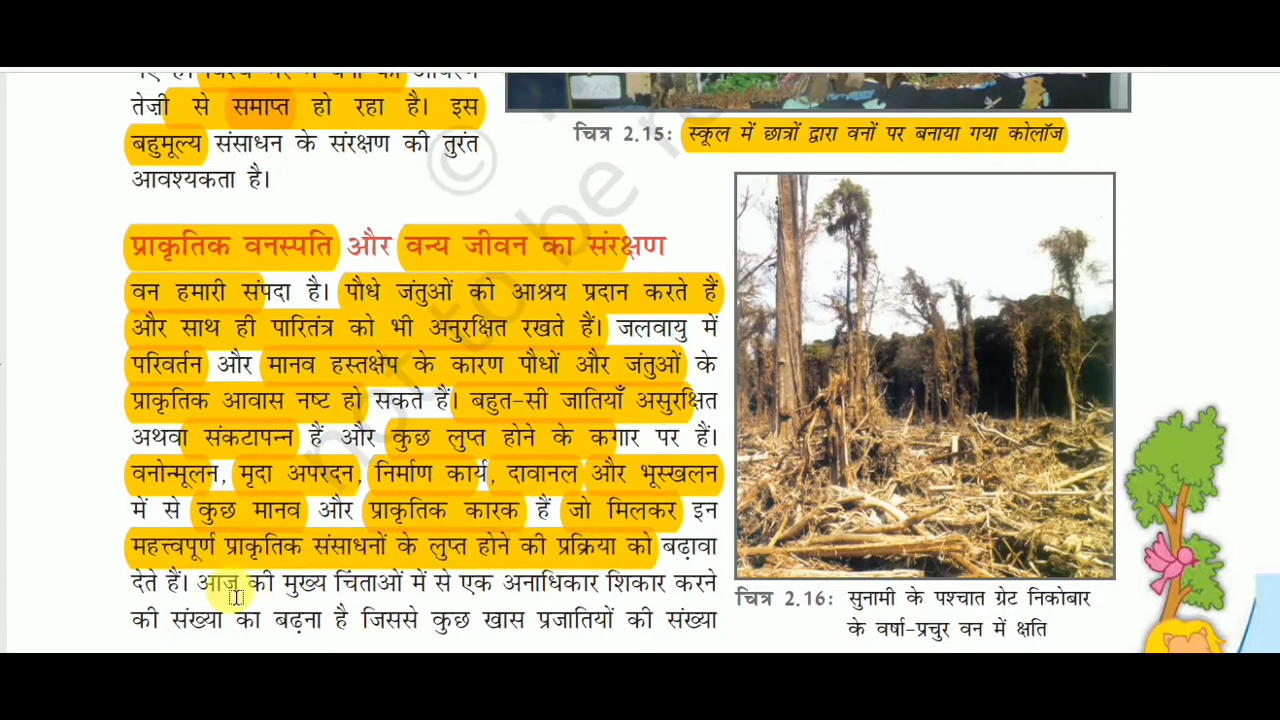 तेज़ी से समाप्त हो रहा है। इस
बहुमूल्य संसाधन के संरक्षण की तुरंत
आवश्यकता है।
चित्र 2.15: स्कूल में छात्रों द्वारा वनों पर बनाया गया कोलॉज
प्राकृतिक वनस्पति और वन्य जीवन का संरक्षण
वन हमारी संपदा है। पौधे जंतुओं को आश्रय प्रदान करते हैं
और साथ ही पारितंत्र को भी अनुरक्षित रखते हैं। जलवायु में
परिवर्तन और मानव हस्तक्षेप के कारण पौधों और जंतुओं के
प्राकृतिक आवास नष्ट हो सकते हैं। बहुत-सी जातियाँ असुरक्षित
अथवा संकटापन्न हैं और कुछ लुप्त होने के कगार पर हैं।
वनोन्मूलन, मृदा अपरदन, निर्माण कार्य, दावानल और भूस्खलन
में से कुछ मानव और प्राकृतिक कारक हैं जो मिलकर इन
महत्त्वपूर्ण प्राकृतिक संसाधनों के लुप्त होने की प्रक्रिया को बढ़ावा
देते हैं। आज की मुख्य चिंताओं में से एक अनाधिकार शिकार करने
की संख्या का बढ़ना है जिससे कुछ खास प्रजातियों की संख्या
चित्र 2.16: सुनामी के पश्चात ग्रेट निकोबार
के वर्षा-प्रचुर वन में क्षति
© not to be re